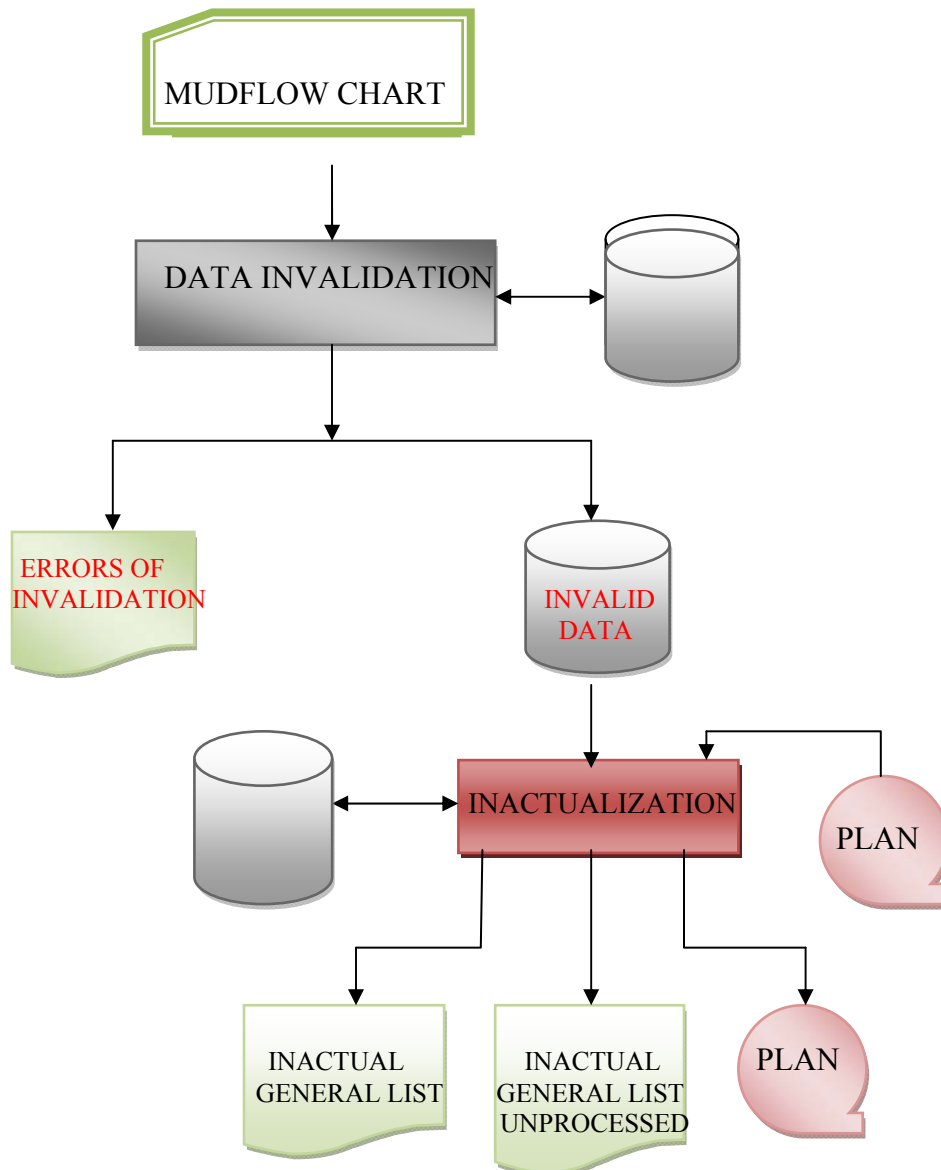 MUDFLOW CHART
DATA INVALIDATION
ERRORS OF
INVALIDATION
INVALID
DATA
INACTUALIZATION
PLAN
INACTUAL
GENERAL LIST
INACTUAL
GENERAL LIST
UNPROCESSED
PLAN